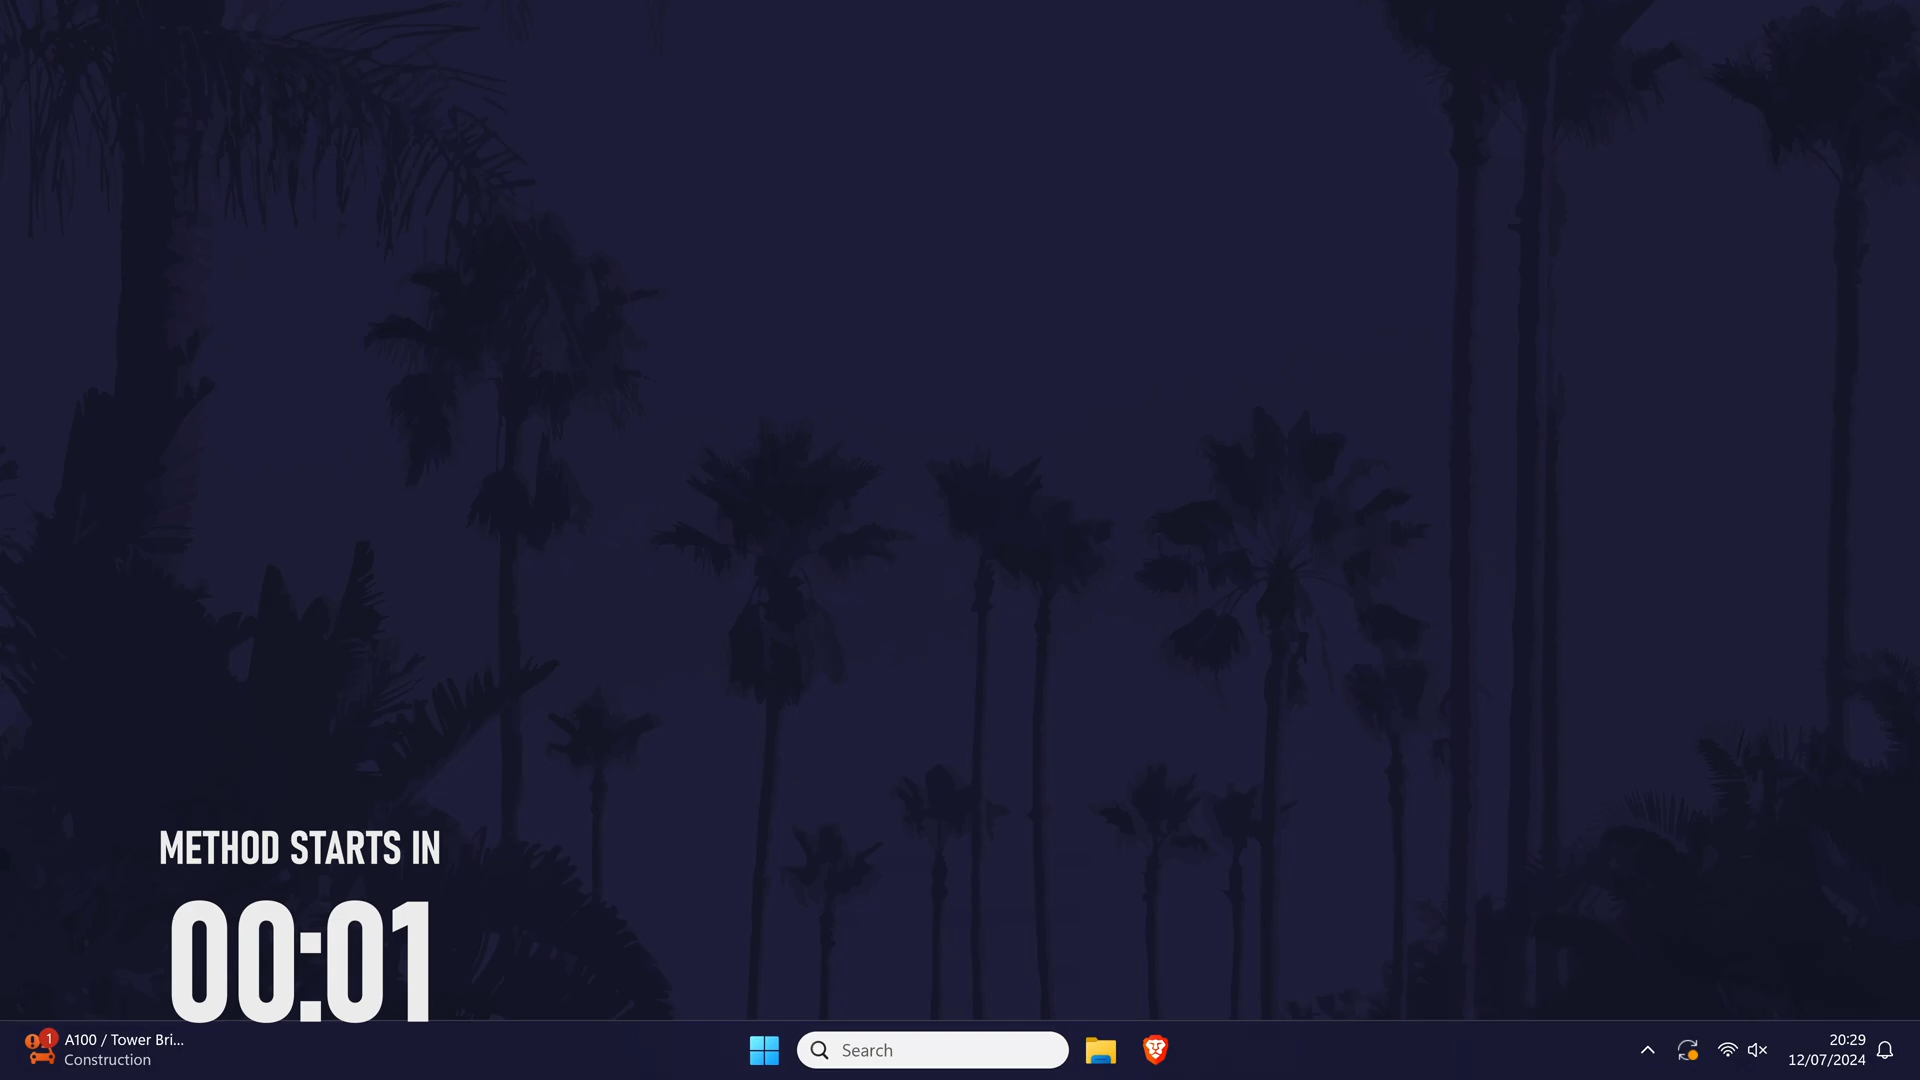 METHOD STARTS IN
00:01
1
A100 / Tower Bri...
Construction
Search
20:29
12/07/2024